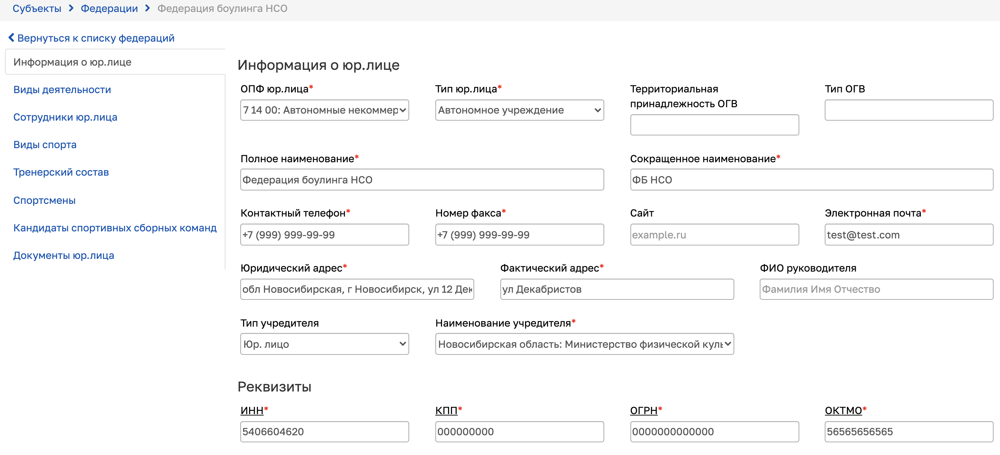 Субъекты > Федерации > Федерация боулинга НСО
Вернуться к списку федераций
Информация о юр.лице
Виды деятельности
Сотрудники юр.лица
Виды спорта
Тренерский состав
Спортсмены
Кандидаты спортивных сборных команд
Документы юр.лица
Информация о юр.лице
ОПФ юр.лица*
7 14 00: Автономные некоммер
Тип юр.лица*
Автономное учреждение
Территориальная
принадлежность ОГВ
Тип ОГВ
Полное наименование*
Федерация боулинга НСО
Сокращенное наименование*
ФБ НСО
Контактный телефон*
+7 (999) 999-99-99
Номер факса*
+7 (999) 999-99-99
Сайт
example.ru
Электронная почта*
test@test.com
Юридический адрес*
обл Новосибирская, г Новосибирск, ул 12 Дек
Фактический адрес*
ул Декабристов
ФИО руководителя
Фамилия Имя Отчество
Тип учредителя
Юр. лицо
Наименование учредителя*
Новосибирская область: Министерство физической куль
Реквизиты
ИНН*
5406604620
КПП*
000000000
ОГРН*
0000000000000
ОКТМО*
56565656565